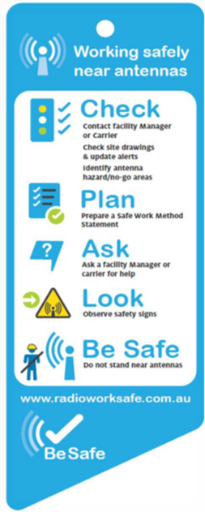 Working safely
near antennas
Check
Contact facility Manager
or Carrier
Check site drawings
& update alerts
Identify antenna
hazard/no-go areas
Plan
Prepare a Safe Work Method
Statement
?
Ask
Ask a facility Manager or
carrier for help
Look
Observe safety signs
Be Safe
Do not stand near antennas
www.radioworksafe.com.au
BeSafe